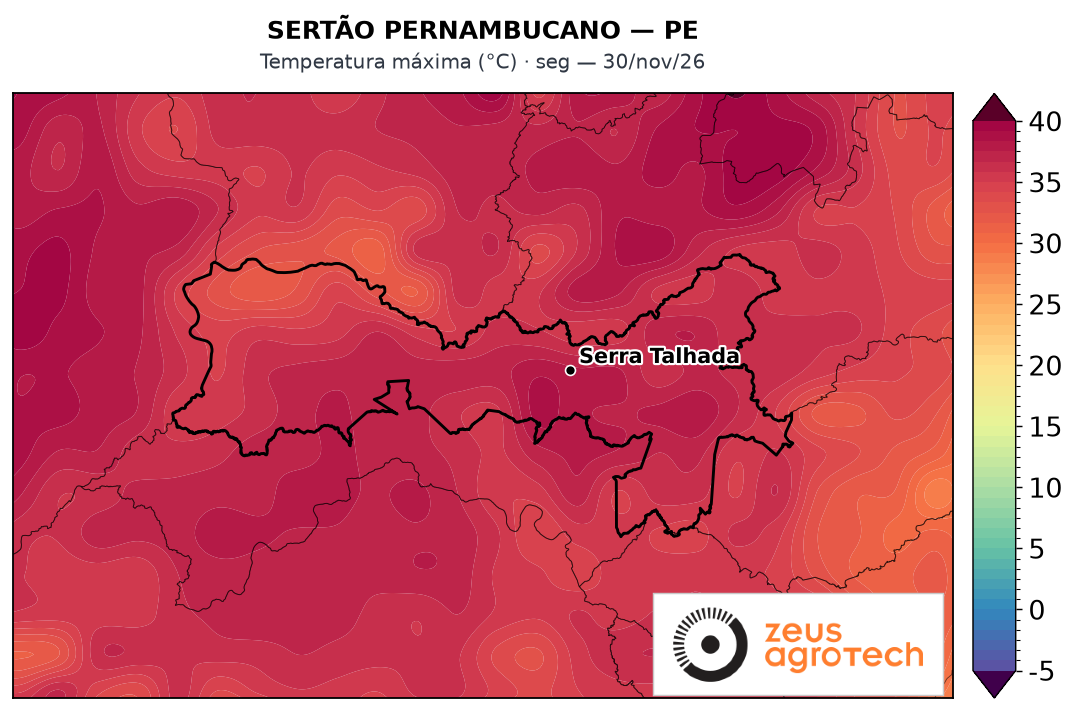 SERTÃO PERNAMBUCANO — PE
Temperatura máxima (°C) · seg — 30/nov/26
Serra Talhada
40
35
30
25
20
15
10
5
0
-5
zeus
agrotech